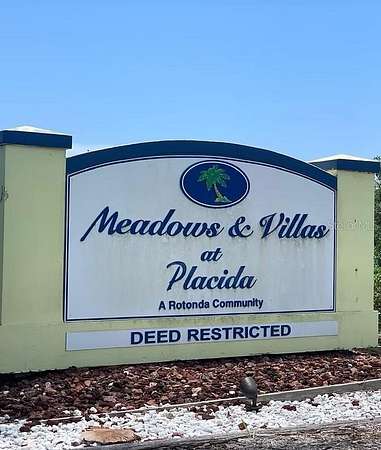 Meadows & Villas
at
Placida
A Rotonda Community
DEED RESTRICTED